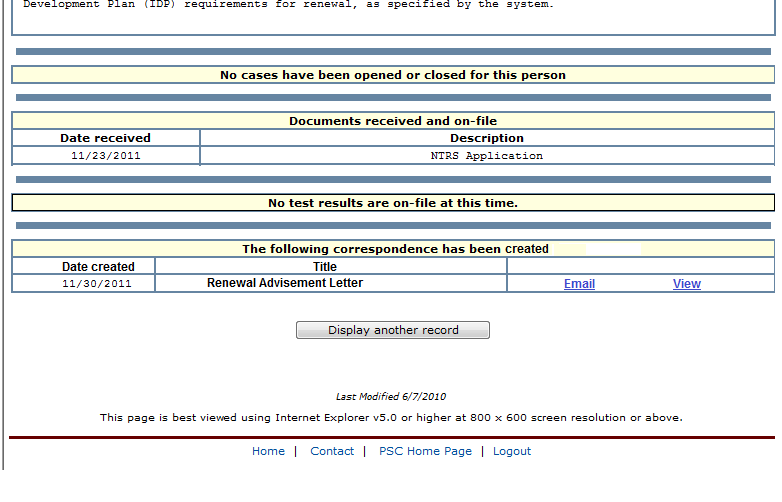 Development Plan (IDP) requirements for renewal, as specified by the system.
No cases have been opened or closed for this person
Documents received and on-file
Date received Description
11/23/2011 NTRS Application
No test results are on-file at this time.
The following correspondence has been created
Date created Title
11/30/2011 Renewal Advisement Letter Email View
Display another record
Last Modified 6/7/2010
This page is best viewed using Internet Explorer v5.0 or higher at 800 x 600 screen resolution or above.
Home | Contact | PSC Home Page | Logout